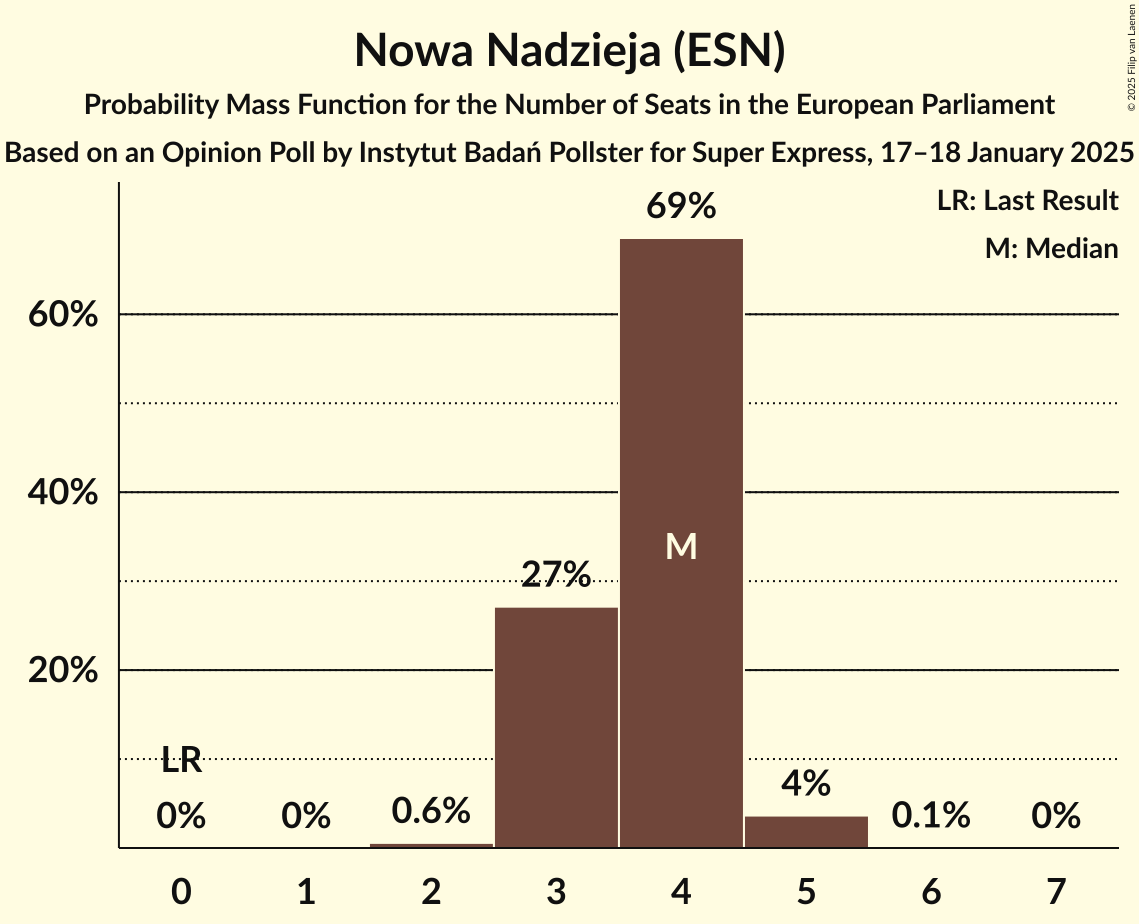 Nowa Nadzieja (ESN)
Probability Mass Function for the Number of Seats in the European Parliament
Based on an Opinion Poll by Instytut Badań Pollster for Super Express, 17–18 January 2025
© 2025 Filip van Laenen
LR: Last Result
M: Median
69%
60%
40%
M
27%
20%
LR
4%
0%
0%
0.6%
0.1%
0%
0
1
2
3
4
5
6
7